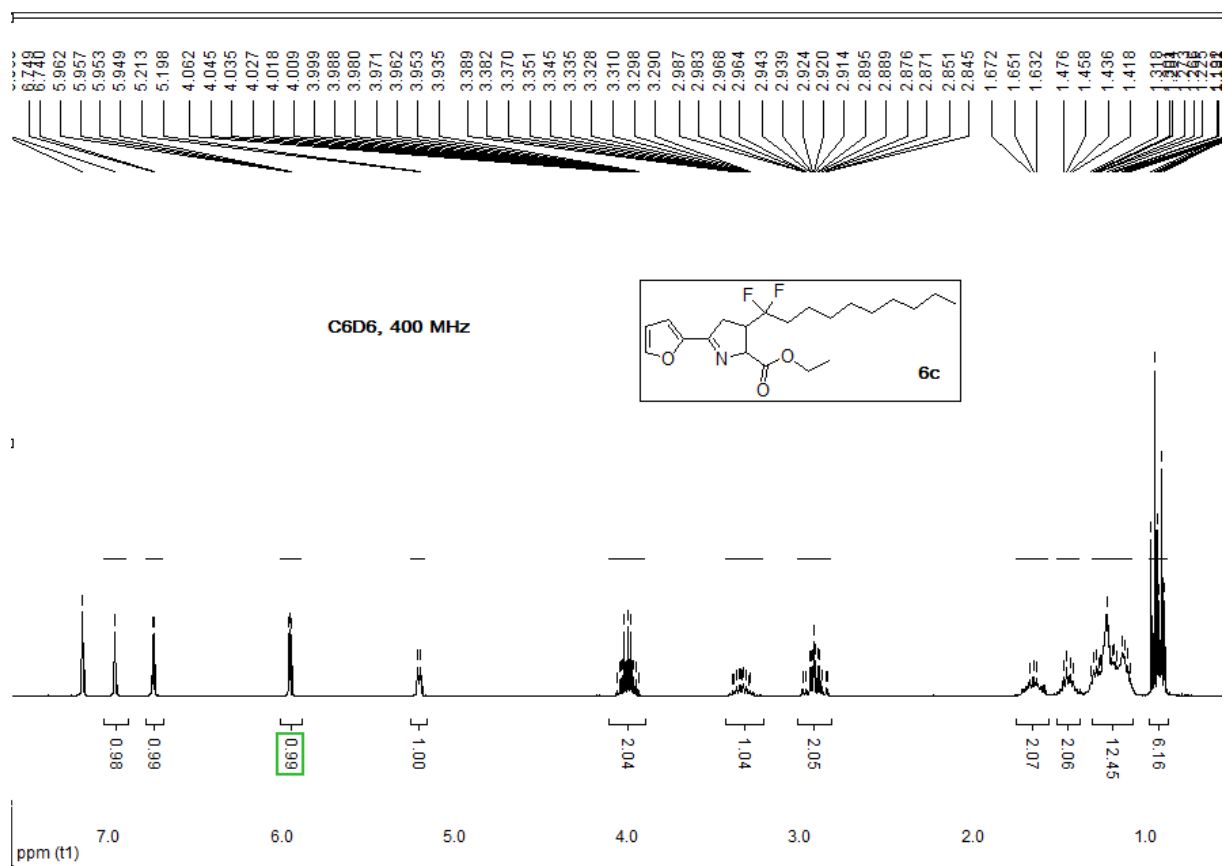 6.749 6.740 5.962 5.957 5.953 5.949 5.213 5.198 4.062 4.045 4.035 4.027 4.018 4.009 3.999 3.988 3.980 3.971 3.962 3.953 3.935 3.389 3.382 3.370 3.351 3.345 3.335 3.328 3.310 3.298 3.290 2.987 2.983 2.968 2.964 2.943 2.939 2.924 2.920 2.914 2.895 2.889 2.876 2.871 2.851 2.845 1.672 1.651 1.632 1.476 1.458 1.436 1.418 1.318
C6D6, 400 MHz
F F
O N O O
6c
0.98 0.99 0.99 1.00 2.04 1.04 2.05 2.07 2.06 12.45 6.16
7.0 6.0 5.0 4.0 3.0 2.0 1.0
ppm (t1)